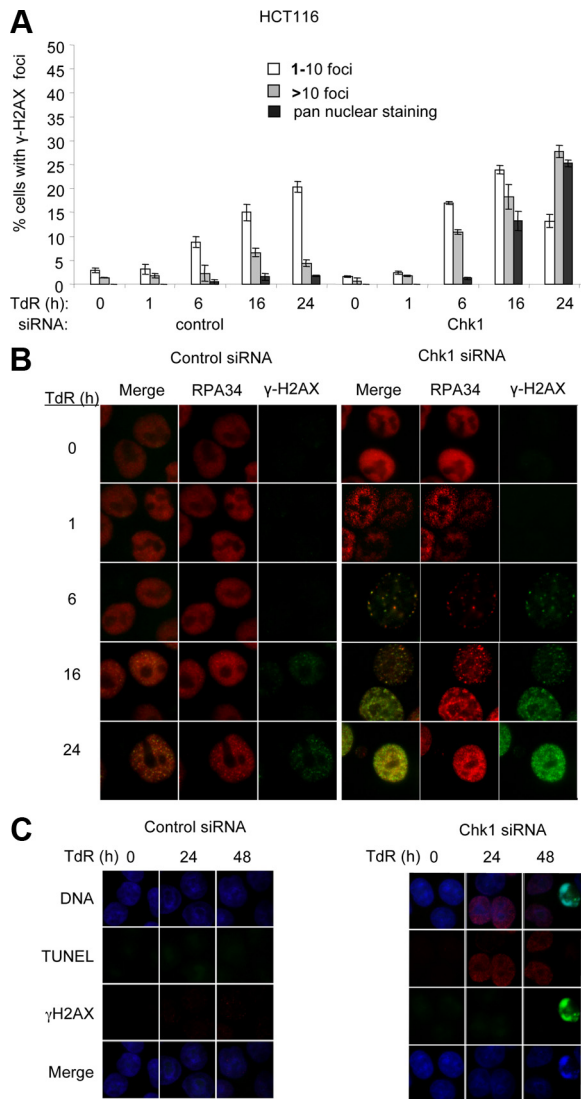 A
HCT116
% cells with γ-H2AX foci
50
45
40
35
30
25
20
15
10
5
0
1-10 foci
>10 foci
pan nuclear staining
TdR (h): 0 1 6 16 24 0 1 6 16 24
siRNA: control Chk1
B
Control siRNA Chk1 siRNA
TdR (h) Merge RPA34 γ-H2AX Merge RPA34 γ-H2AX
0
1
6
16
24
C
Control siRNA Chk1 siRNA
TdR (h) 0 24 48 TdR (h) 0 24 48
DNA
TUNEL
γH2AX
Merge